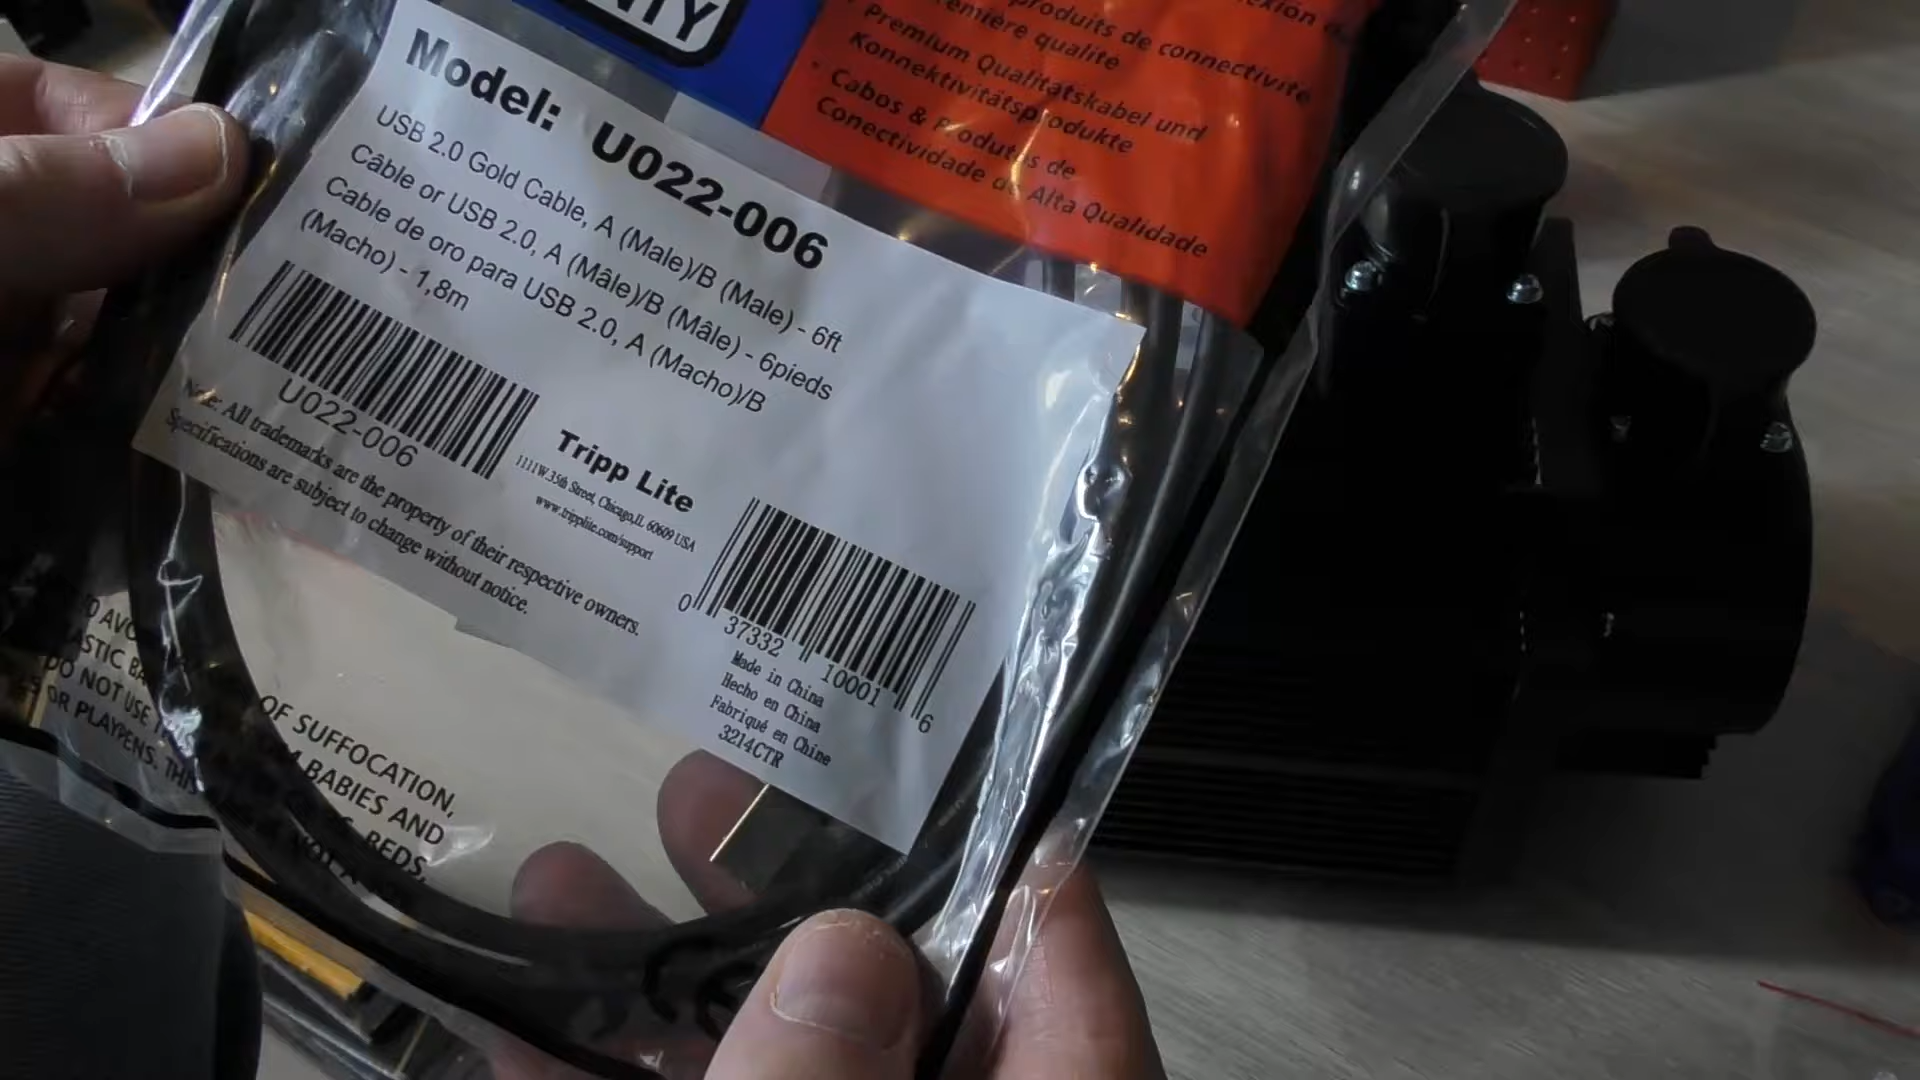 produits de connectivité
première qualité
• Premium Qualitätskabel und
Konnektivitätsprodukte
• Cabos & Produtos de
Conectividade de Alta Qualidade
Model: U022-006
USB 2.0 Gold Cable, A (Male)/B (Male) - 6ft
Câble or USB 2.0, A (Mâle)/B (Mâle) - 6pieds
Cable de oro para USB 2.0, A (Macho)/B
(Macho) - 1,8m
U022-006
Tripp Lite
1111W.35th Street, Chicago,IL 60609 USA
www.tripplite.com/support
Note: All trademarks are the property of their respective owners.
Specifications are subject to change without notice.
0 37332 10001 6
Made in China
Hecho en China
Fabriqué en Chine
3214CTR
DO NOT USE
OR PLAYPENS.
OF SUFFOCATION,
BABIES AND